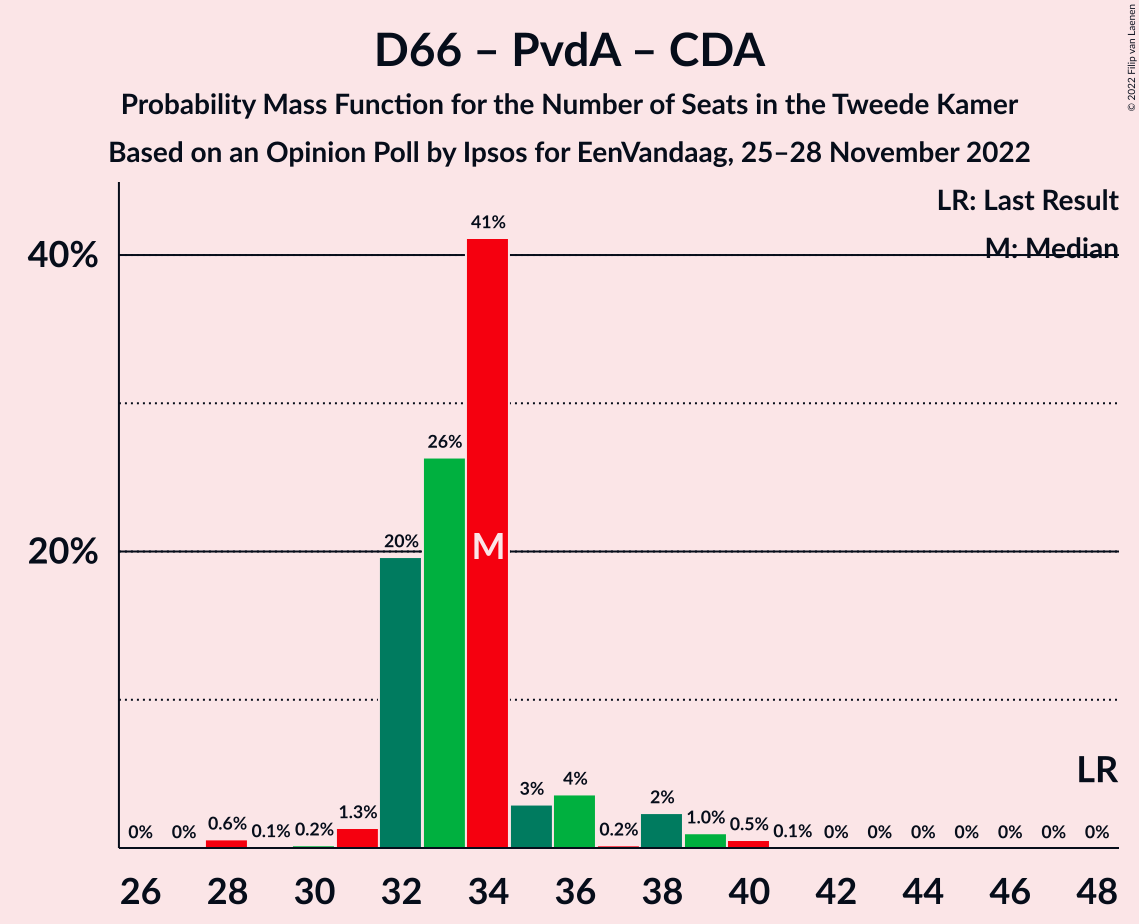 D66 – PvdA – CDA
Probability Mass Function for the Number of Seats in the Tweede Kamer
Based on an Opinion Poll by Ipsos for EenVandaag, 25–28 November 2022
© 2022 Filip van Laenen
LR: Last Result
M: Median
40%
20%
0% 0% 0.6% 0.1% 0.2% 1.3% 20% 26% 41% 3% 4% 0.2% 2% 1.0% 0.5% 0.1% 0% 0% 0% 0% 0% 0% 0%
M
LR
26 28 30 32 34 36 38 40 42 44 46 48